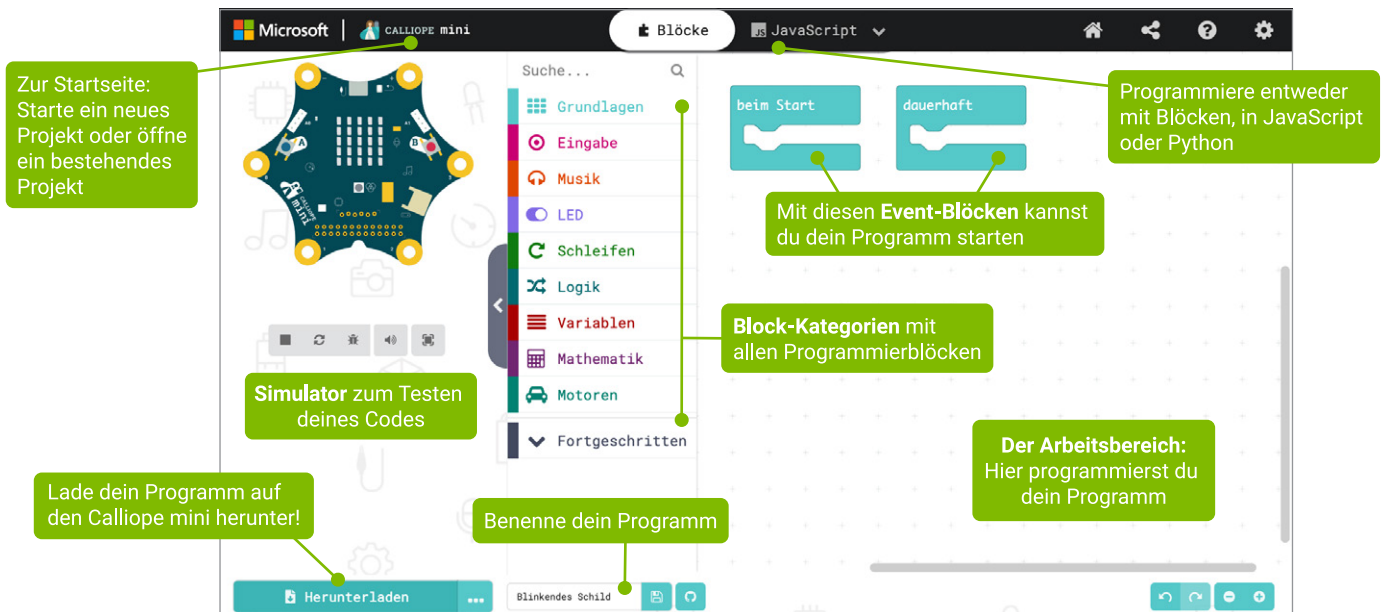 Microsoft
CALLIOPE mini
Blöcke
JavaScript
Zur Startseite:
Starte ein neues
Projekt oder öffne
ein bestehendes
Projekt
A
B
CALLIOPE
mini
Suche...
Grundlagen
Eingabe
Musik
LED
Schleifen
Logik
Variablen
Mathematik
Motoren
Fortgeschritten
beim Start
dauerhaft
Programmiere entweder
mit Blöcken, in JavaScript
oder Python
Mit diesen Event-Blöcken kannst
du dein Programm starten
Block-Kategorien mit
allen Programmierblöcken
Simulator zum Testen
deines Codes
Der Arbeitsbereich:
Hier programmierst du
dein Programm
Lade dein Programm auf
den Calliope mini herunter!
Benenne dein Programm
Herunterladen
Blinkendes Schild